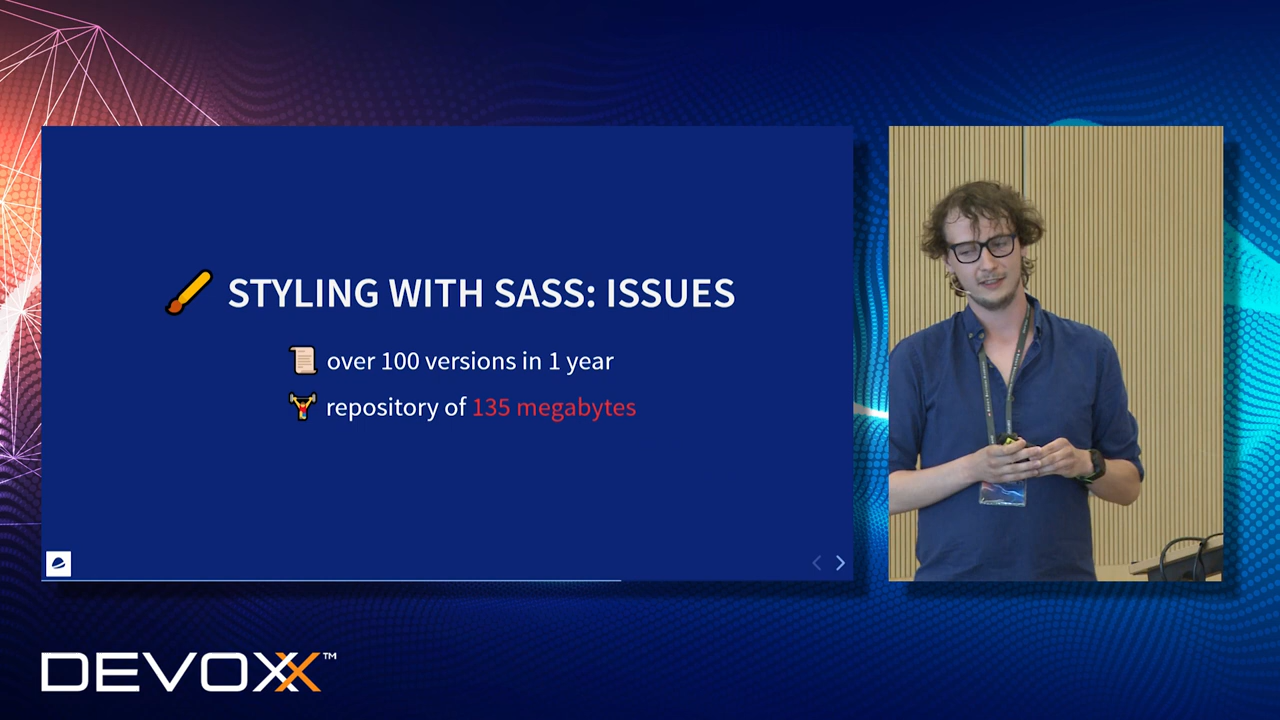 STYLING WITH SASS: ISSUES
over 100 versions in 1 year
repository of 135 megabytes
DEVOXX™